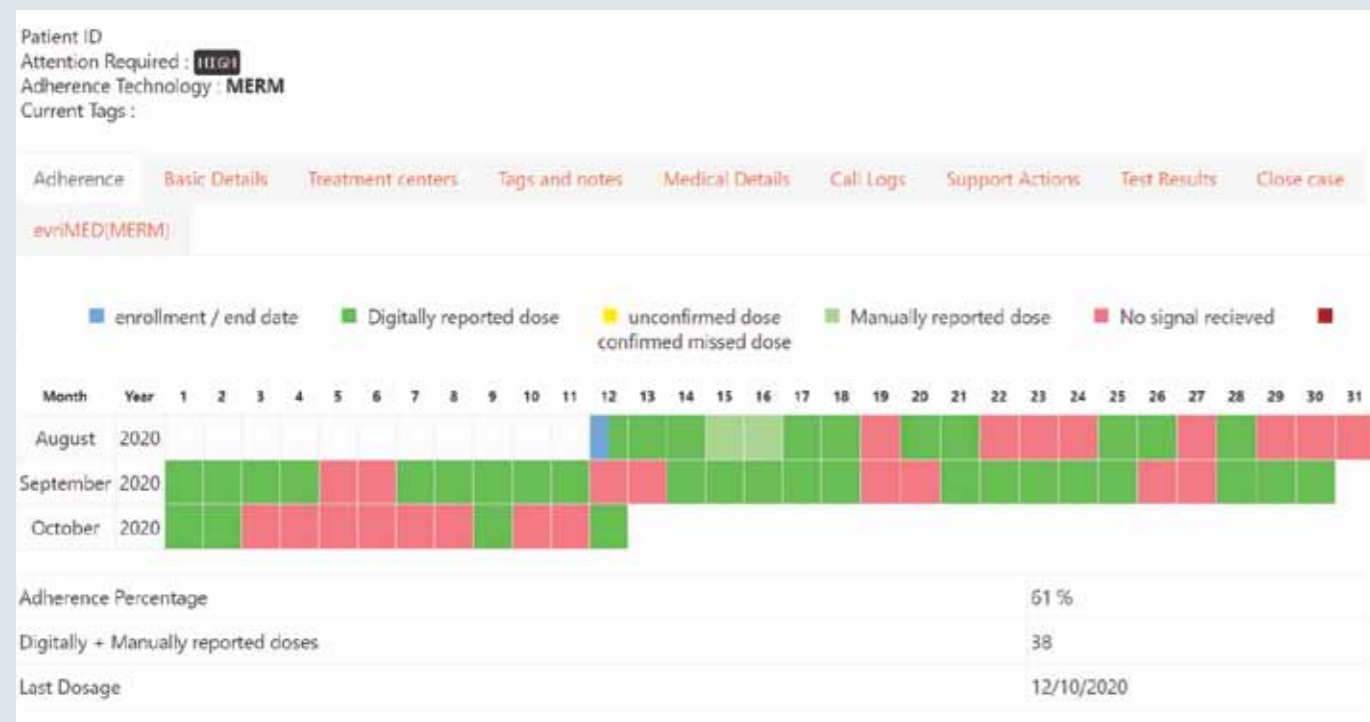 Patient ID
Attention Required : HIGH
Adherence Technology : MERM
Current Tags :
Adherence Basic Details Treatment centers Tags and notes Medical Details Call Logs Support Actions Test Results Close case
evriMED(MERM)
enrollment / end date Digitally reported dose unconfirmed dose Manually reported dose No signal recieved
confirmed missed dose
Month Year 1 2 3 4 5 6 7 8 9 10 11 12 13 14 15 16 17 18 19 20 21 22 23 24 25 26 27 28 29 30 31
August 2020
September 2020
October 2020
Adherence Percentage 61 %
Digitally + Manually reported doses 38
Last Dosage 12/10/2020